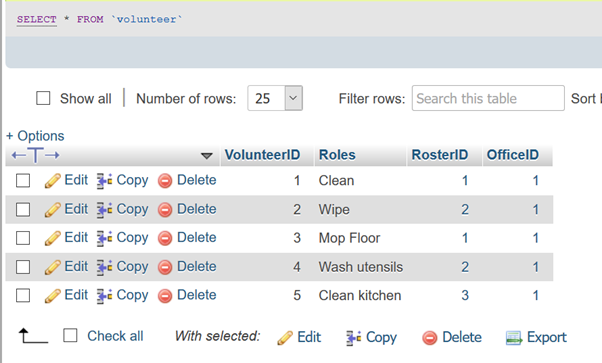 SELECT * FROM `volunteer`
Show all Number of rows: 25 Filter rows: Search this table Sort
+ Options
VolunteerID Roles RosterID OfficeID
Edit Copy Delete 1 Clean 1 1
Edit Copy Delete 2 Wipe 2 1
Edit Copy Delete 3 Mop Floor 1 1
Edit Copy Delete 4 Wash utensils 2 1
Edit Copy Delete 5 Clean kitchen 3 1
Check all With selected: Edit Copy Delete Export